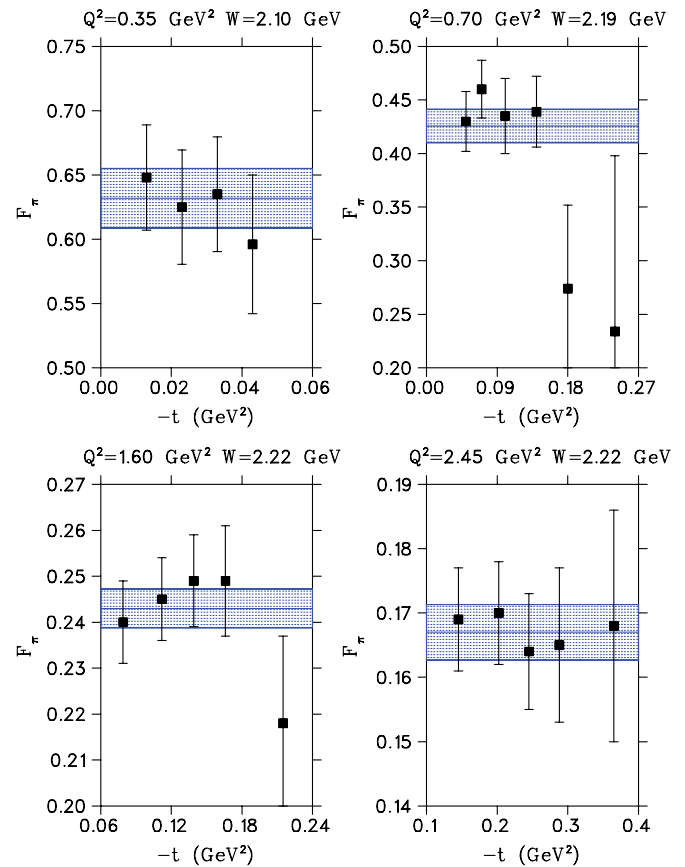 Q²=0.35 GeV² W=2.10 GeV
Q²=0.70 GeV² W=2.19 GeV
0.75
0.70
0.65
0.60
0.55
0.50
F_π
0.00 0.02 0.04 0.06
−t (GeV²)
0.50
0.45
0.40
0.35
0.30
0.25
0.20
F_π
0.00 0.09 0.18 0.27
−t (GeV²)
Q²=1.60 GeV² W=2.22 GeV
Q²=2.45 GeV² W=2.22 GeV
0.27
0.26
0.25
0.24
0.23
0.22
0.21
0.20
F_π
0.06 0.12 0.18 0.24
−t (GeV²)
0.19
0.18
0.17
0.16
0.15
0.14
F_π
0.1 0.2 0.3 0.4
−t (GeV²)